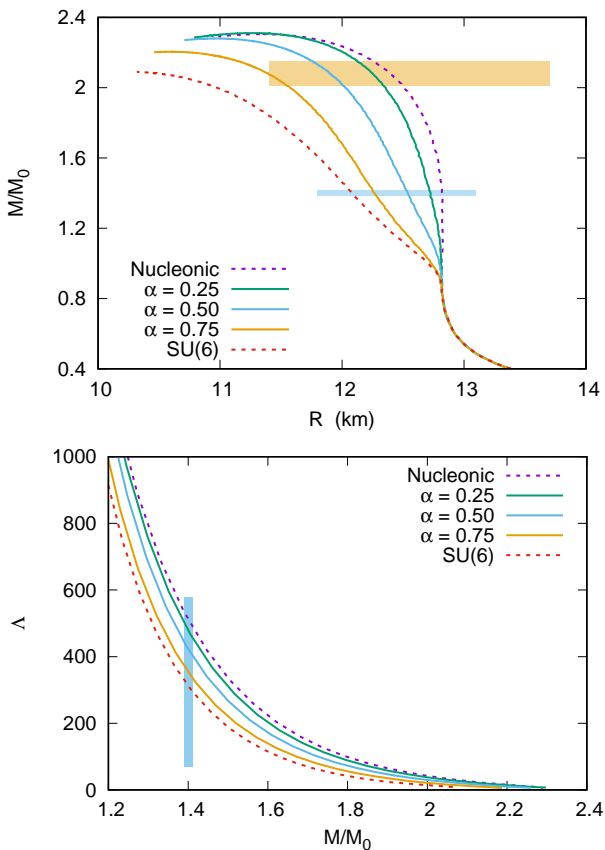 2.4
2
1.6
1.2
0.8
0.4
M/M0
Nucleonic
α = 0.25
α = 0.50
α = 0.75
SU(6)
10 11 12 13 14
R (km)
1000
800
600
400
200
0
Λ
Nucleonic
α = 0.25
α = 0.50
α = 0.75
SU(6)
1.2 1.4 1.6 1.8 2 2.2 2.4
M/M0